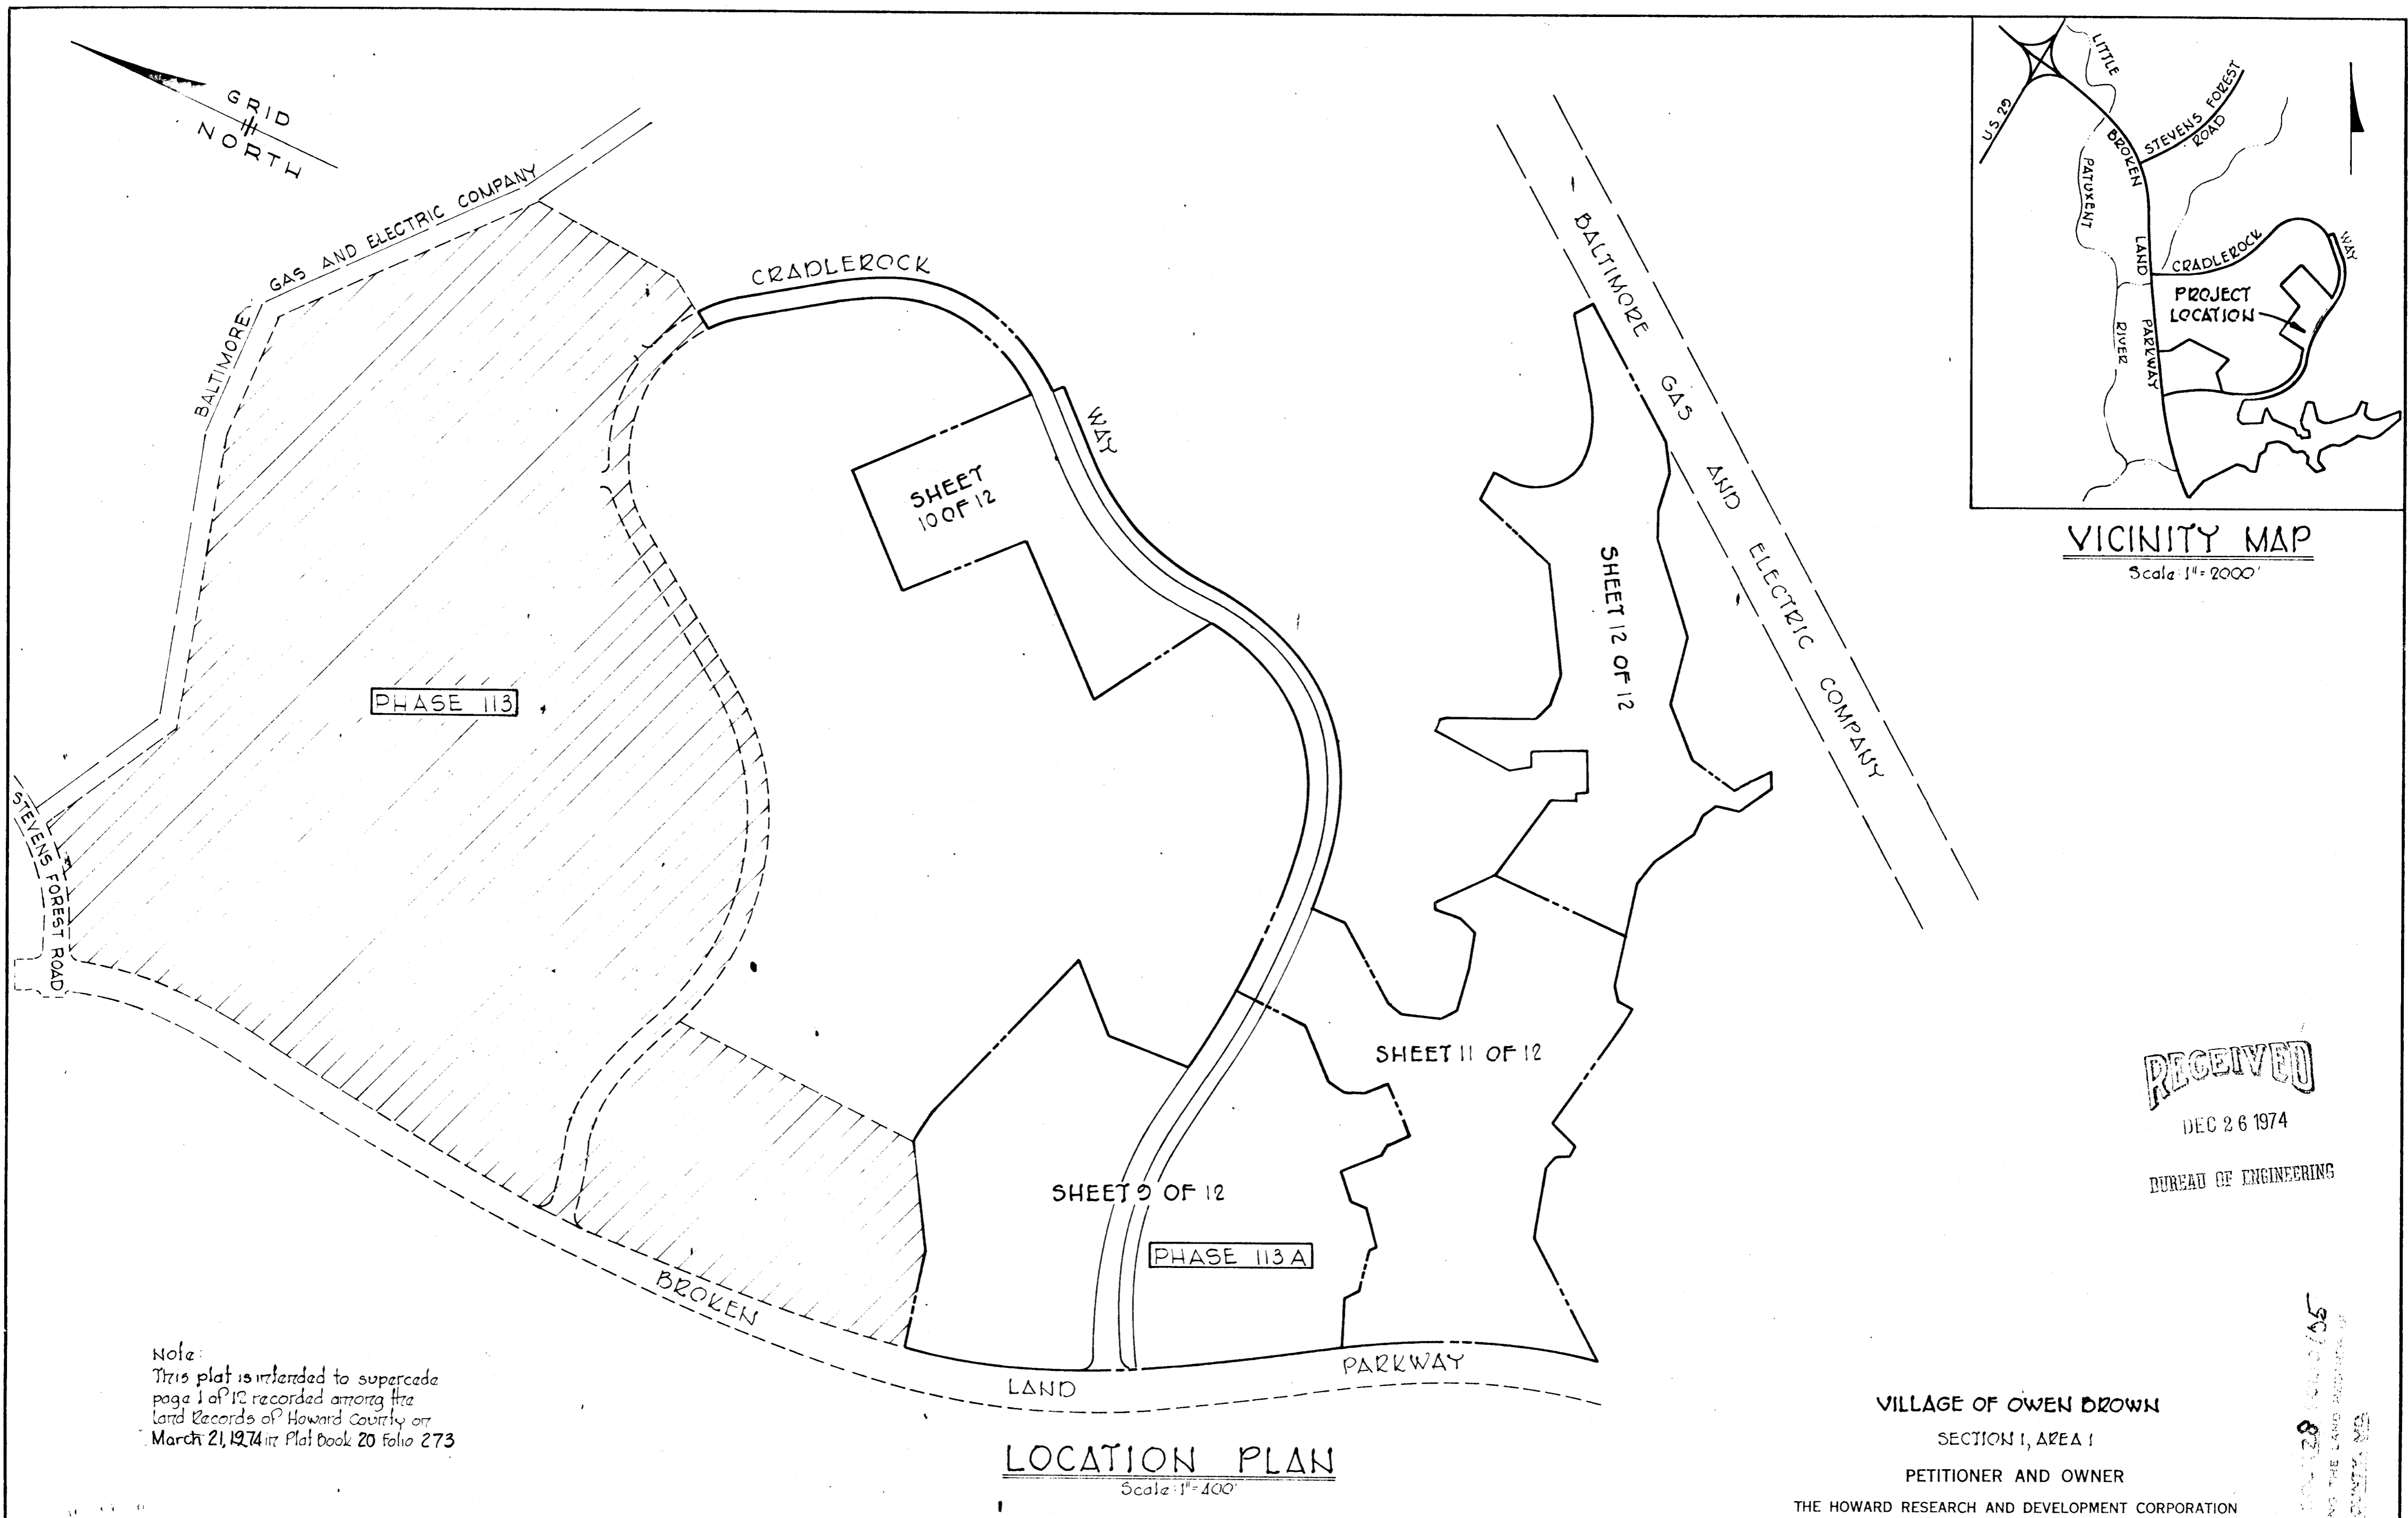 GRID
NORTH
BALTIMORE GAS AND ELECTRIC COMPANY
CRADLEROCK
WAY
SHEET
10 OF 12
BALTIMORE GAS AND ELECTRIC COMPANY
SHEET 12 OF 12
PHASE 113
STEVENS FOREST ROAD
SHEET 11 OF 12
SHEET 9 OF 12
PHASE 113 A
BROKEN
LAND
PARKWAY
Note:
This plat is intended to supercede
page 1 of 12 recorded among the
Land Records of Howard County on
March 21, 1974 in Plat Book 20 Folio 273
LOCATION PLAN
Scale: 1"=400'
U.S. 29
LITTLE
PATUXENT
RIVER
BROKEN
LAND
PARKWAY
STEVENS FOREST
ROAD
CRADLEROCK
WAY
PROJECT
LOCATION
VICINITY MAP
Scale: 1"=2000'
RECEIVED
DEC 26 1974
BUREAU OF ENGINEERING
VILLAGE OF OWEN BROWN
SECTION 1, AREA 1
PETITIONER AND OWNER
THE HOWARD RESEARCH AND DEVELOPMENT CORPORATION
28
THE LAND